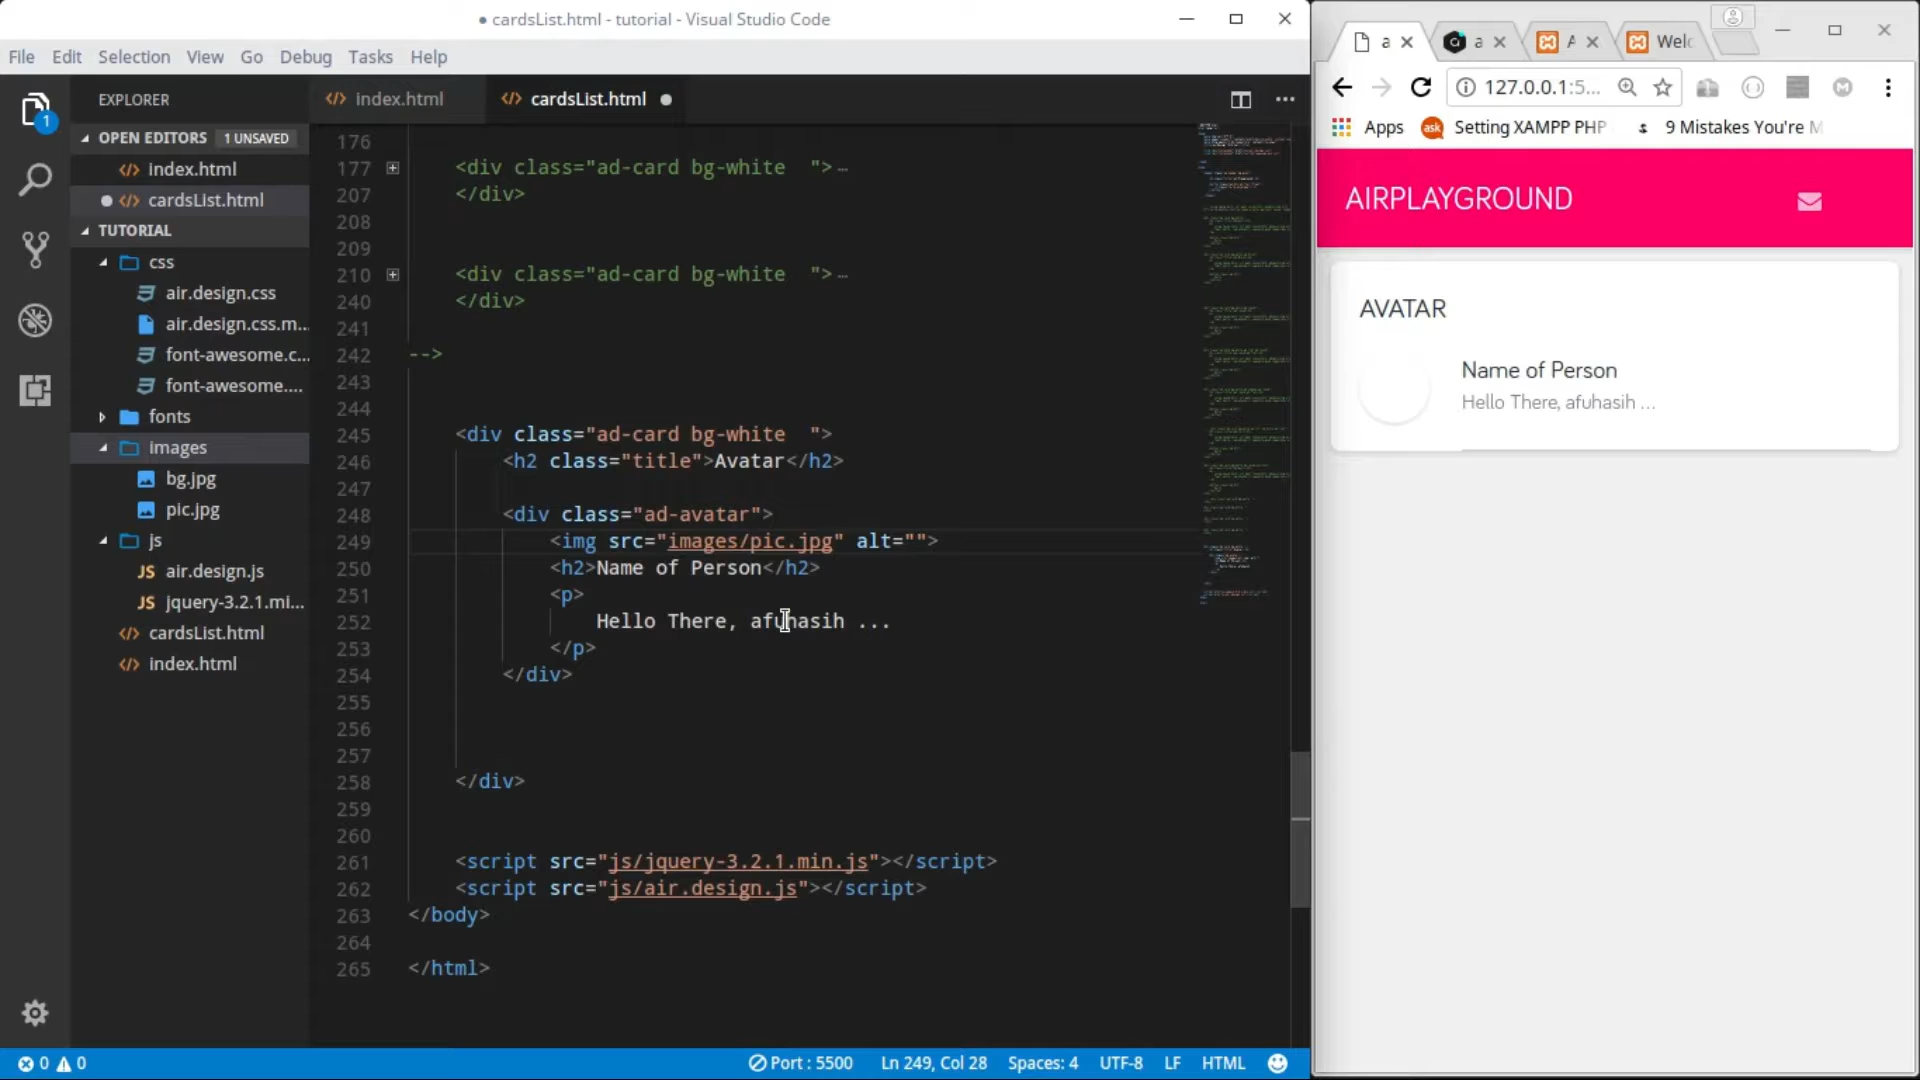 cardsList.html - tutorial - Visual Studio Code
File Edit Selection View Go Debug Tasks Help
EXPLORER
OPEN EDITORS 1 UNSAVED
index.html
cardsList.html
TUTORIAL
css
air.design.css
air.design.css.m...
font-awesome.c...
font-awesome....
fonts
images
bg.jpg
pic.jpg
js
air.design.js
jquery-3.2.1.mi...
cardsList.html
index.html
1
index.html cardsList.html
176
177 <div class="ad-card bg-white  ">...
207 </div>
208
209
210 <div class="ad-card bg-white  ">...
240 </div>
241
242 -->
243
244
245 <div class="ad-card bg-white  ">
246 <h2 class="title">Avatar</h2>
247
248 <div class="ad-avatar">
249 <img src="images/pic.jpg" alt="">
250 <h2>Name of Person</h2>
251 <p>
252 Hello There, afuhasih ...
253 </p>
254 </div>
255
256
257
258 </div>
259
260
261 <script src="js/jquery-3.2.1.min.js"></script>
262 <script src="js/air.design.js"></script>
263 </body>
264
265 </html>
0 0 Port : 5500 Ln 249, Col 28 Spaces: 4 UTF-8 LF HTML
a a A Welc
127.0.0.1:5...
Apps ask Setting XAMPP PHP 9 Mistakes You're M
AIRPLAYGROUND
AVATAR
Name of Person
Hello There, afuhasih ...